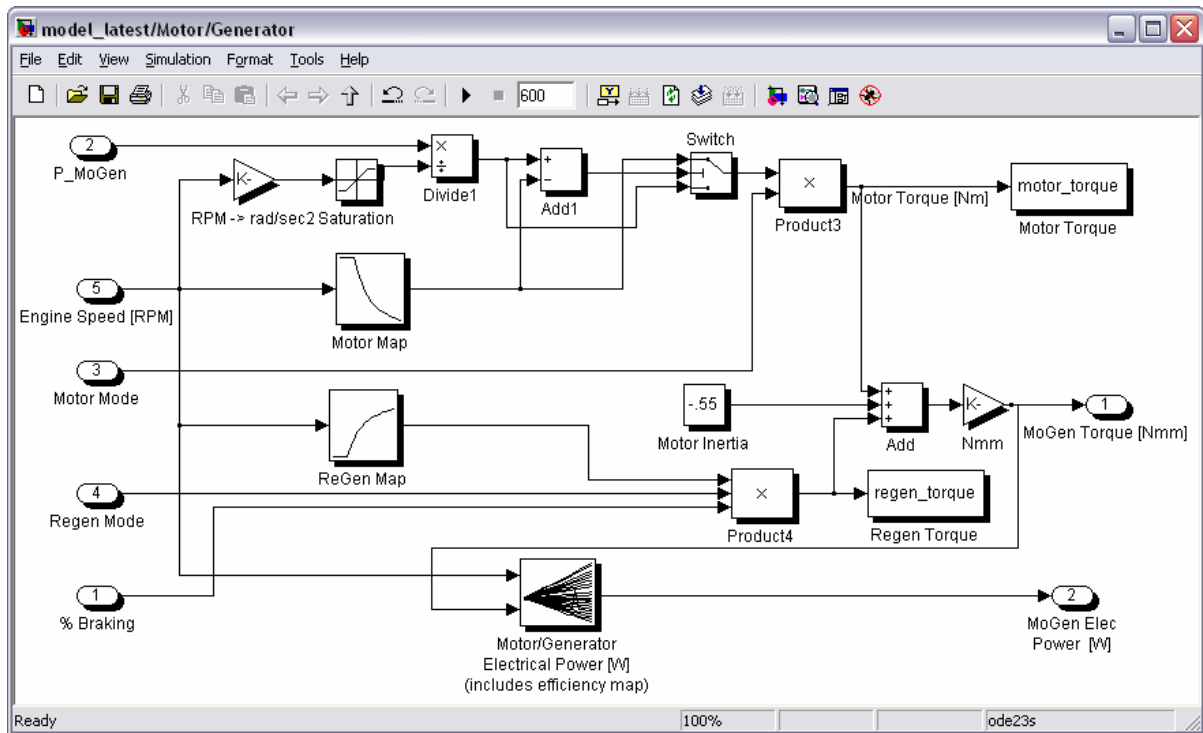 model_latest/Motor/Generator
File Edit View Simulation Format Tools Help
600
2
P_MoGen
K-
RPM -> rad/sec2
Saturation
×
÷
Divide1
+
−
Add1
Switch
×
Product3
Motor Torque [Nm]
motor_torque
Motor Torque
5
Engine Speed [RPM]
Motor Map
3
Motor Mode
ReGen Map
-.55
Motor Inertia
+
+
+
Add
K-
Nmm
1
MoGen Torque [Nmm]
4
Regen Mode
×
Product4
regen_torque
Regen Torque
1
% Braking
Motor/Generator
Electrical Power [W]
(includes efficiency map)
2
MoGen Elec
Power [W]
Ready
100%
ode23s